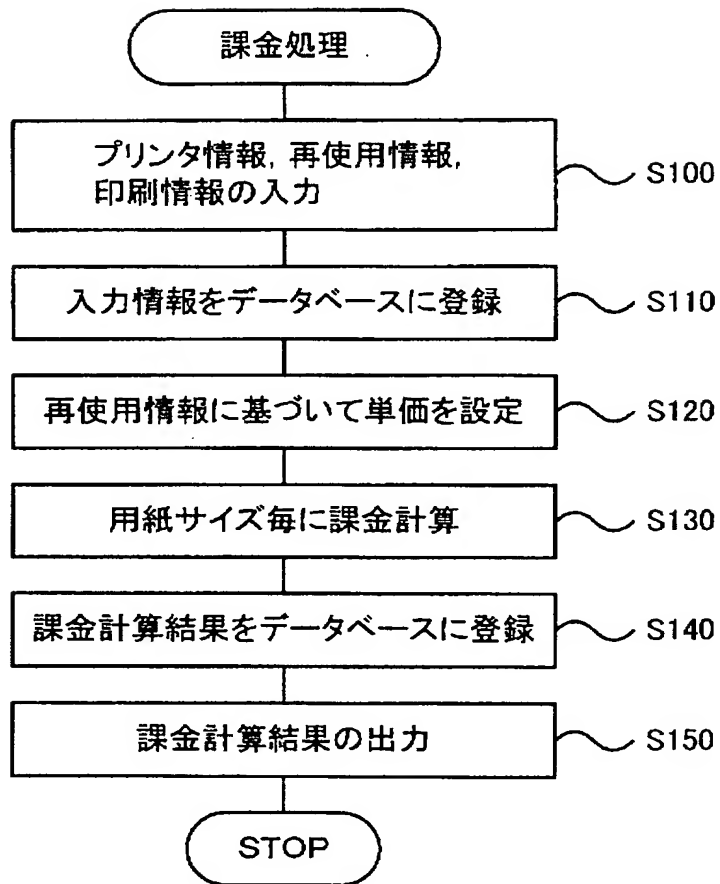 課金処理
プリンタ情報, 再使用情報,
印刷情報の入力
S100
入力情報をデータベースに登録
S110
再使用情報に基づいて単価を設定
S120
用紙サイズ毎に課金計算
S130
課金計算結果をデータベースに登録
S140
課金計算結果の出力
S150
STOP